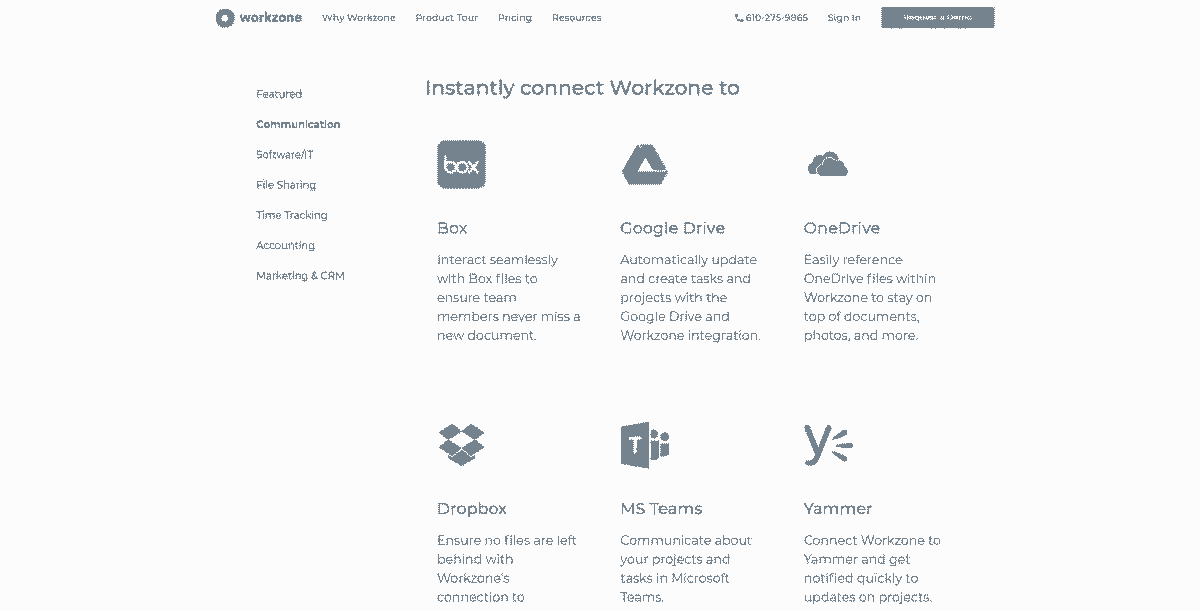 workzone
Why Workzone
Product Tour
Pricing
Resources
610-275-9865
Sign In
Request a Demo
Instantly connect Workzone to
Featured
Communication
Software/IT
File Sharing
Time Tracking
Accounting
Marketing & CRM
box
Box
Interact seamlessly
with Box files to
ensure team
members never miss a
new document.
Google Drive
Automatically update
and create tasks and
projects with the
Google Drive and
Workzone integration.
OneDrive
Easily reference
OneDrive files within
Workzone to stay on
top of documents,
photos, and more.
Dropbox
Ensure no files are left
behind with
Workzone's
connection to
T
MS Teams
Communicate about
your projects and
tasks in Microsoft
Teams.
Yammer
Connect Workzone to
Yammer and get
notified quickly to
updates on projects.